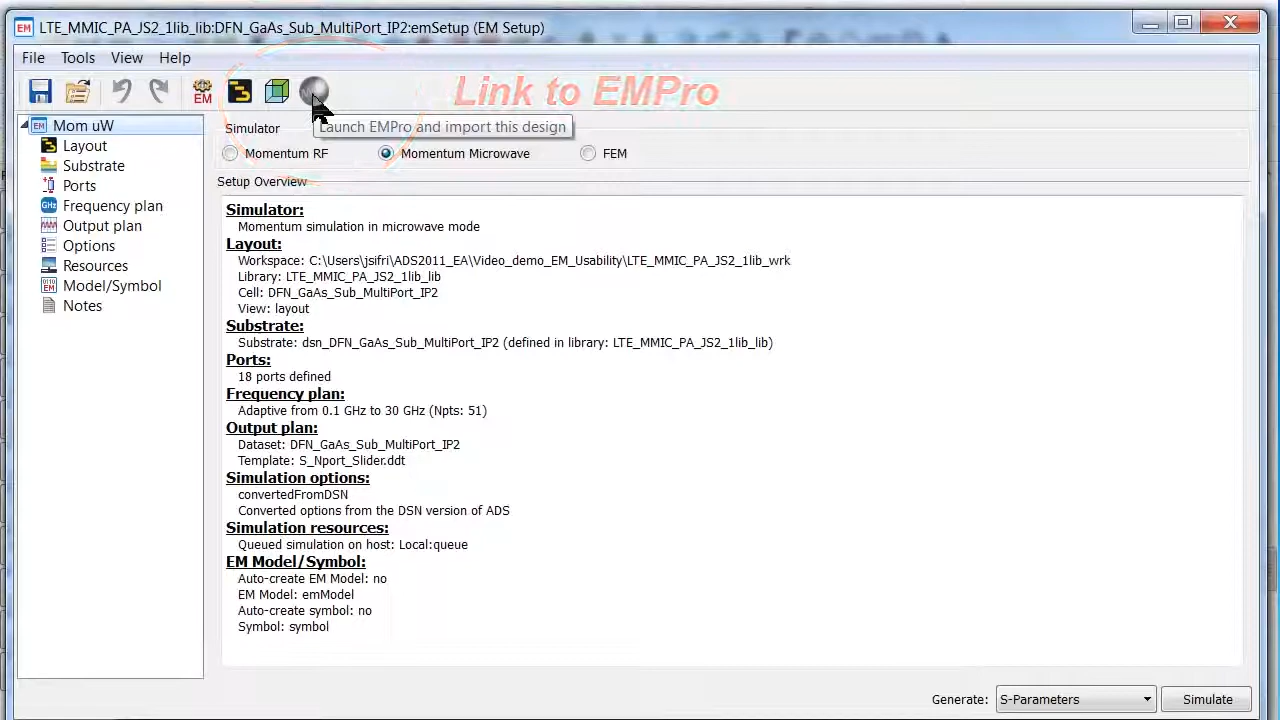 LTE_MMIC_PA_JS2_1lib_lib:DFN_GaAs_Sub_MultiPort_IP2:emSetup (EM Setup)
File Tools View Help
EM
Link to EMPro
Launch EMPro and import this design
Mom uW
Layout
Substrate
Ports
Frequency plan
Output plan
Options
Resources
Model/Symbol
Notes
Simulator
Momentum RF Momentum Microwave FEM
Setup Overview
Simulator:
Momentum simulation in microwave mode
Layout:
Workspace: C:\Users\jsifri\ADS2011_EA\Video_demo_EM_Usability\LTE_MMIC_PA_JS2_1lib_wrk
Library: LTE_MMIC_PA_JS2_1lib_lib
Cell: DFN_GaAs_Sub_MultiPort_IP2
View: layout
Substrate:
Substrate: dsn_DFN_GaAs_Sub_MultiPort_IP2 (defined in library: LTE_MMIC_PA_JS2_1lib_lib)
Ports:
18 ports defined
Frequency plan:
Adaptive from 0.1 GHz to 30 GHz (Npts: 51)
Output plan:
Dataset: DFN_GaAs_Sub_MultiPort_IP2
Template: S_Nport_Slider.ddt
Simulation options:
convertedFromDSN
Converted options from the DSN version of ADS
Simulation resources:
Queued simulation on host: Local:queue
EM Model/Symbol:
Auto-create EM Model: no
EM Model: emModel
Auto-create symbol: no
Symbol: symbol
Generate: S-Parameters Simulate